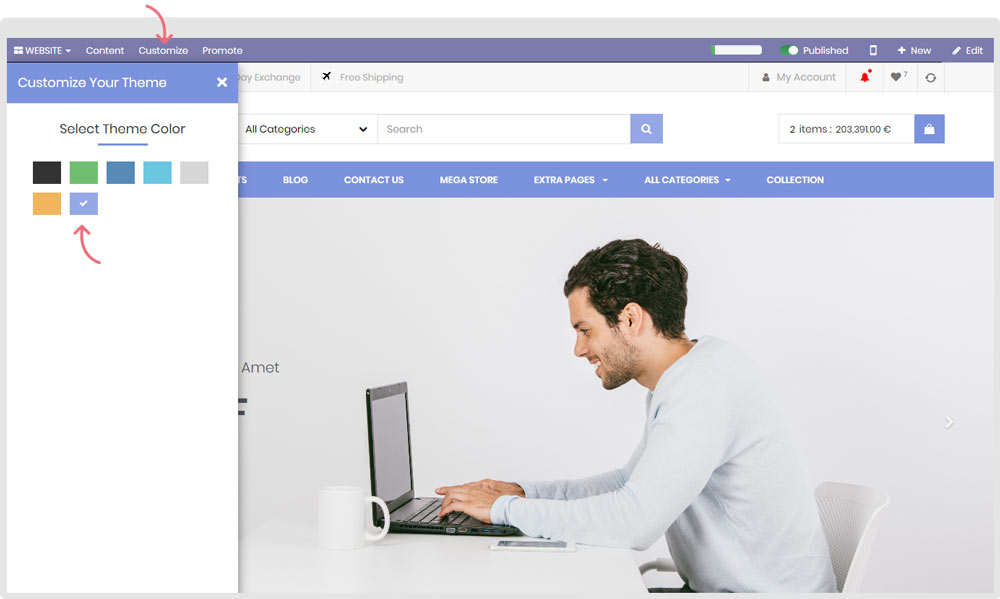 WEBSITE Content Customize Promote Published New Edit
Customize Your Theme
Day Exchange Free Shipping My Account 7
Select Theme Color
All Categories Search 2 items : 203,391.00 €
BLOG CONTACT US MEGA STORE EXTRA PAGES ALL CATEGORIES COLLECTION
Amet